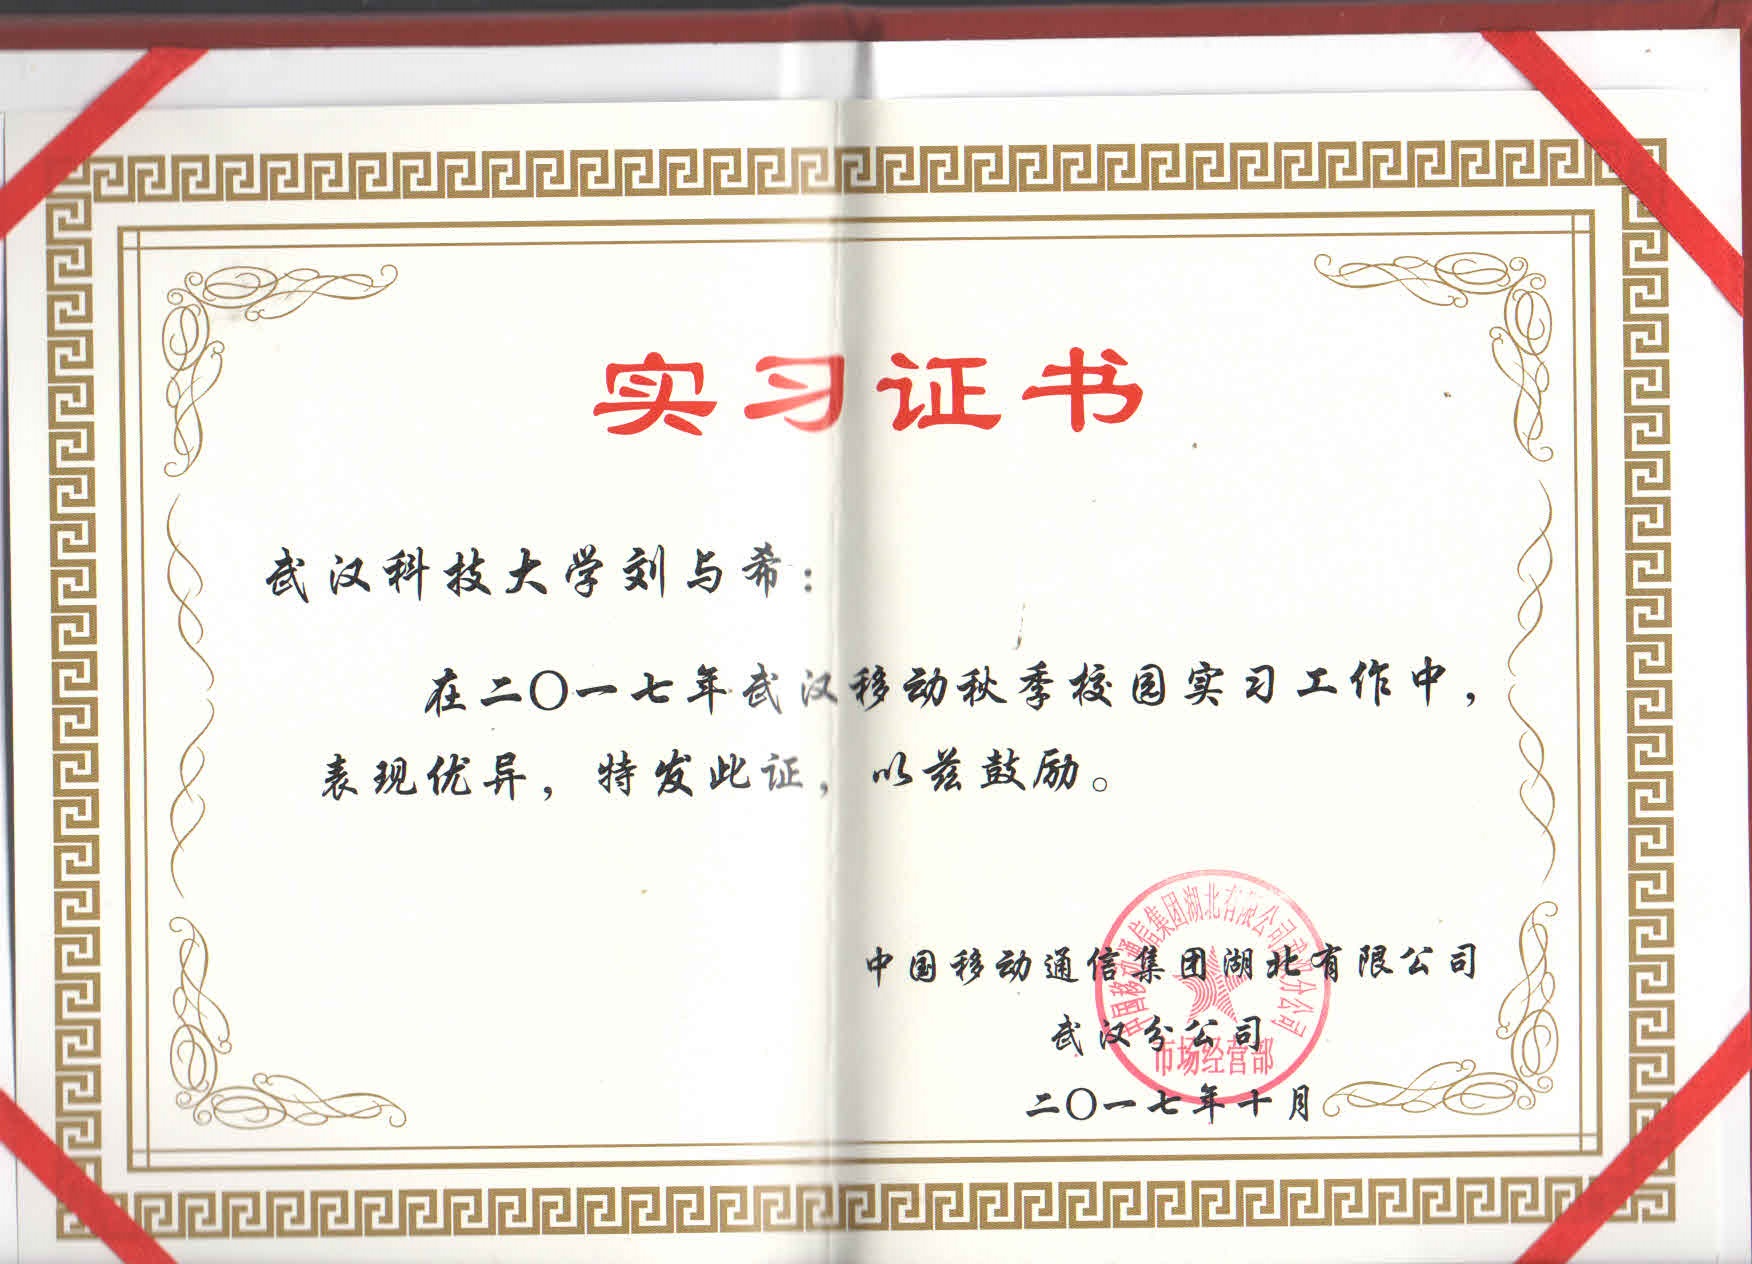 实习证书
武汉科技大学刘与希：
在二〇一七年武汉移动秋季校园实习工作中，
表现优异，特发此证，以兹鼓励。
中国移动通信集团湖北有限公司
武汉分公司
二〇一七年十月
中国移动通信集团湖北有限公司武汉分公司
市场经营部